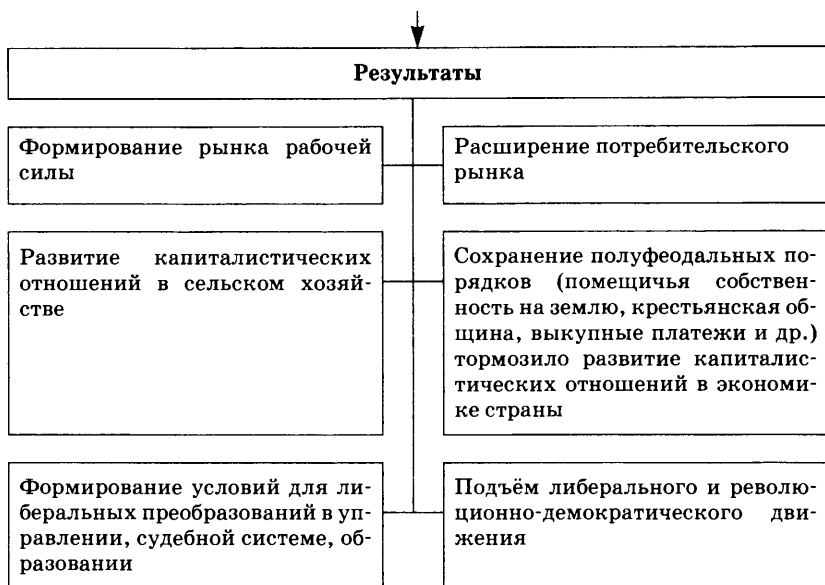 Результаты
Формирование рынка рабочей
силы
Расширение потребительского
рынка
Развитие капиталистических
отношений в сельском хозяй-
стве
Сохранение полуфеодальных по-
рядков (помещичья собствен-
ность на землю, крестьянская об-
щина, выкупные платежи и др.)
тормозило развитие капиталис-
тических отношений в экономи-
ке страны
Формирование условий для ли-
беральных преобразований в уп-
равлении, судебной системе, об-
разовании
Подъём либерального и револю-
ционно-демократического дви-
жения